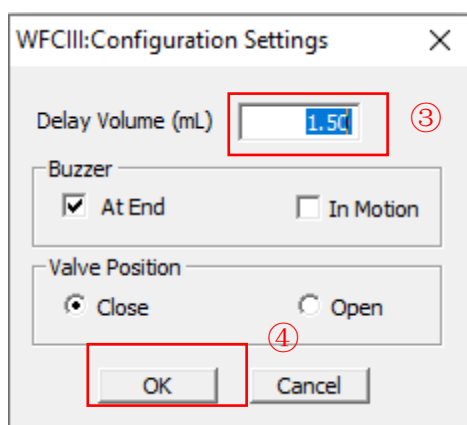 WFCIII:Configuration Settings
Delay Volume (mL) 1.50 ③
Buzzer
At End In Motion
Valve Position
Close Open
④
OK Cancel